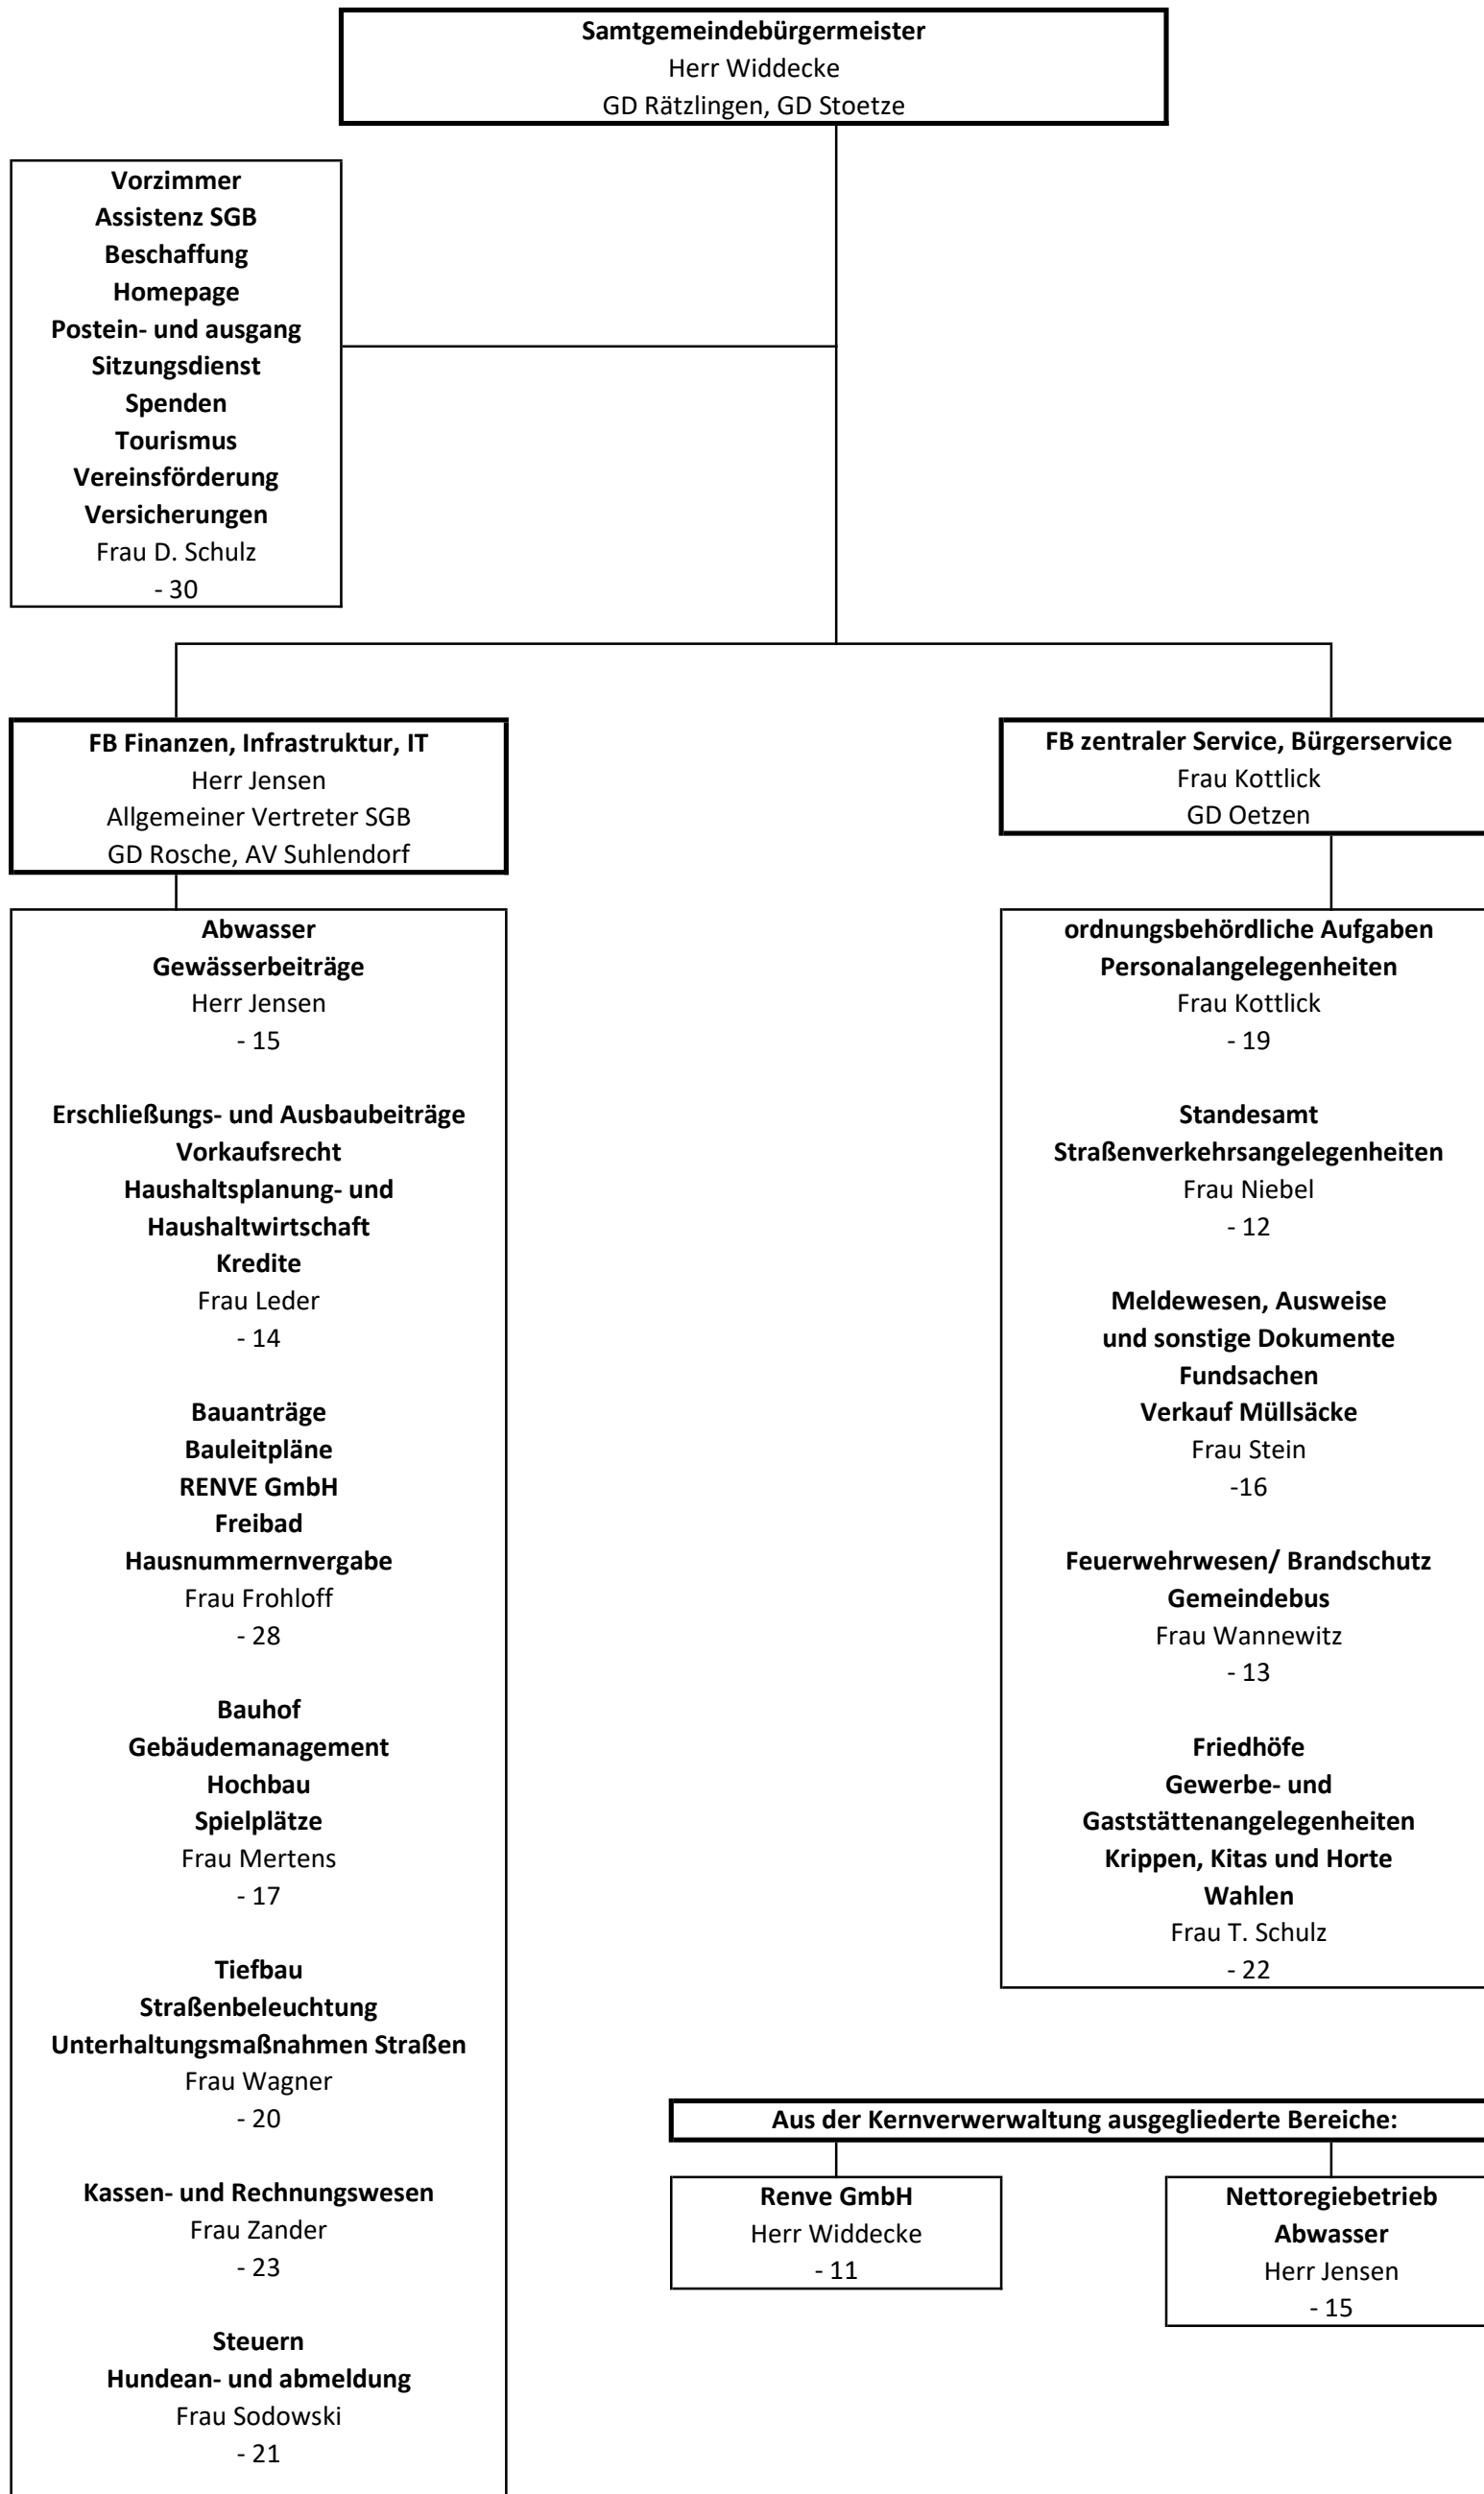 Samtgemeindebürgermeister
Herr Widdecke
GD Rätzlingen, GD Stoetze
Vorzimmer
Assistenz SGB
Beschaffung
Homepage
Postein- und ausgang
Sitzungsdienst
Spenden
Tourismus
Vereinsförderung
Versicherungen
Frau D. Schulz
- 30
FB Finanzen, Infrastruktur, IT
Herr Jensen
Allgemeiner Vertreter SGB
GD Rosche, AV Suhlendorf
Abwasser
Gewässerbeiträge
Herr Jensen
- 15
Erschließungs- und Ausbaubeiträge
Vorkaufsrecht
Haushaltsplanung- und
Haushaltwirtschaft
Kredite
Frau Leder
- 14
Bauanträge
Bauleitpläne
RENVE GmbH
Freibad
Hausnummernvergabe
Frau Frohloff
- 28
Bauhof
Gebäudemanagement
Hochbau
Spielplätze
Frau Mertens
- 17
Tiefbau
Straßenbeleuchtung
Unterhaltungsmaßnahmen Straßen
Frau Wagner
- 20
Kassen- und Rechnungswesen
Frau Zander
- 23
Steuern
Hundean- und abmeldung
Frau Sodowski
- 21
FB zentraler Service, Bürgerservice
Frau Kottlick
GD Oetzen
ordnungsbehördliche Aufgaben
Personalangelegenheiten
Frau Kottlick
- 19
Standesamt
Straßenverkehrsangelegenheiten
Frau Niebel
- 12
Meldewesen, Ausweise
und sonstige Dokumente
Fundsachen
Verkauf Müllsäcke
Frau Stein
-16
Feuerwehrwesen/ Brandschutz
Gemeindebus
Frau Wannewitz
- 13
Friedhöfe
Gewerbe- und
Gaststättenangelegenheiten
Krippen, Kitas und Horte
Wahlen
Frau T. Schulz
- 22
Aus der Kernverwerwaltung ausgegliederte Bereiche:
Renve GmbH
Herr Widdecke
- 11
Nettoregiebetrieb
Abwasser
Herr Jensen
- 15